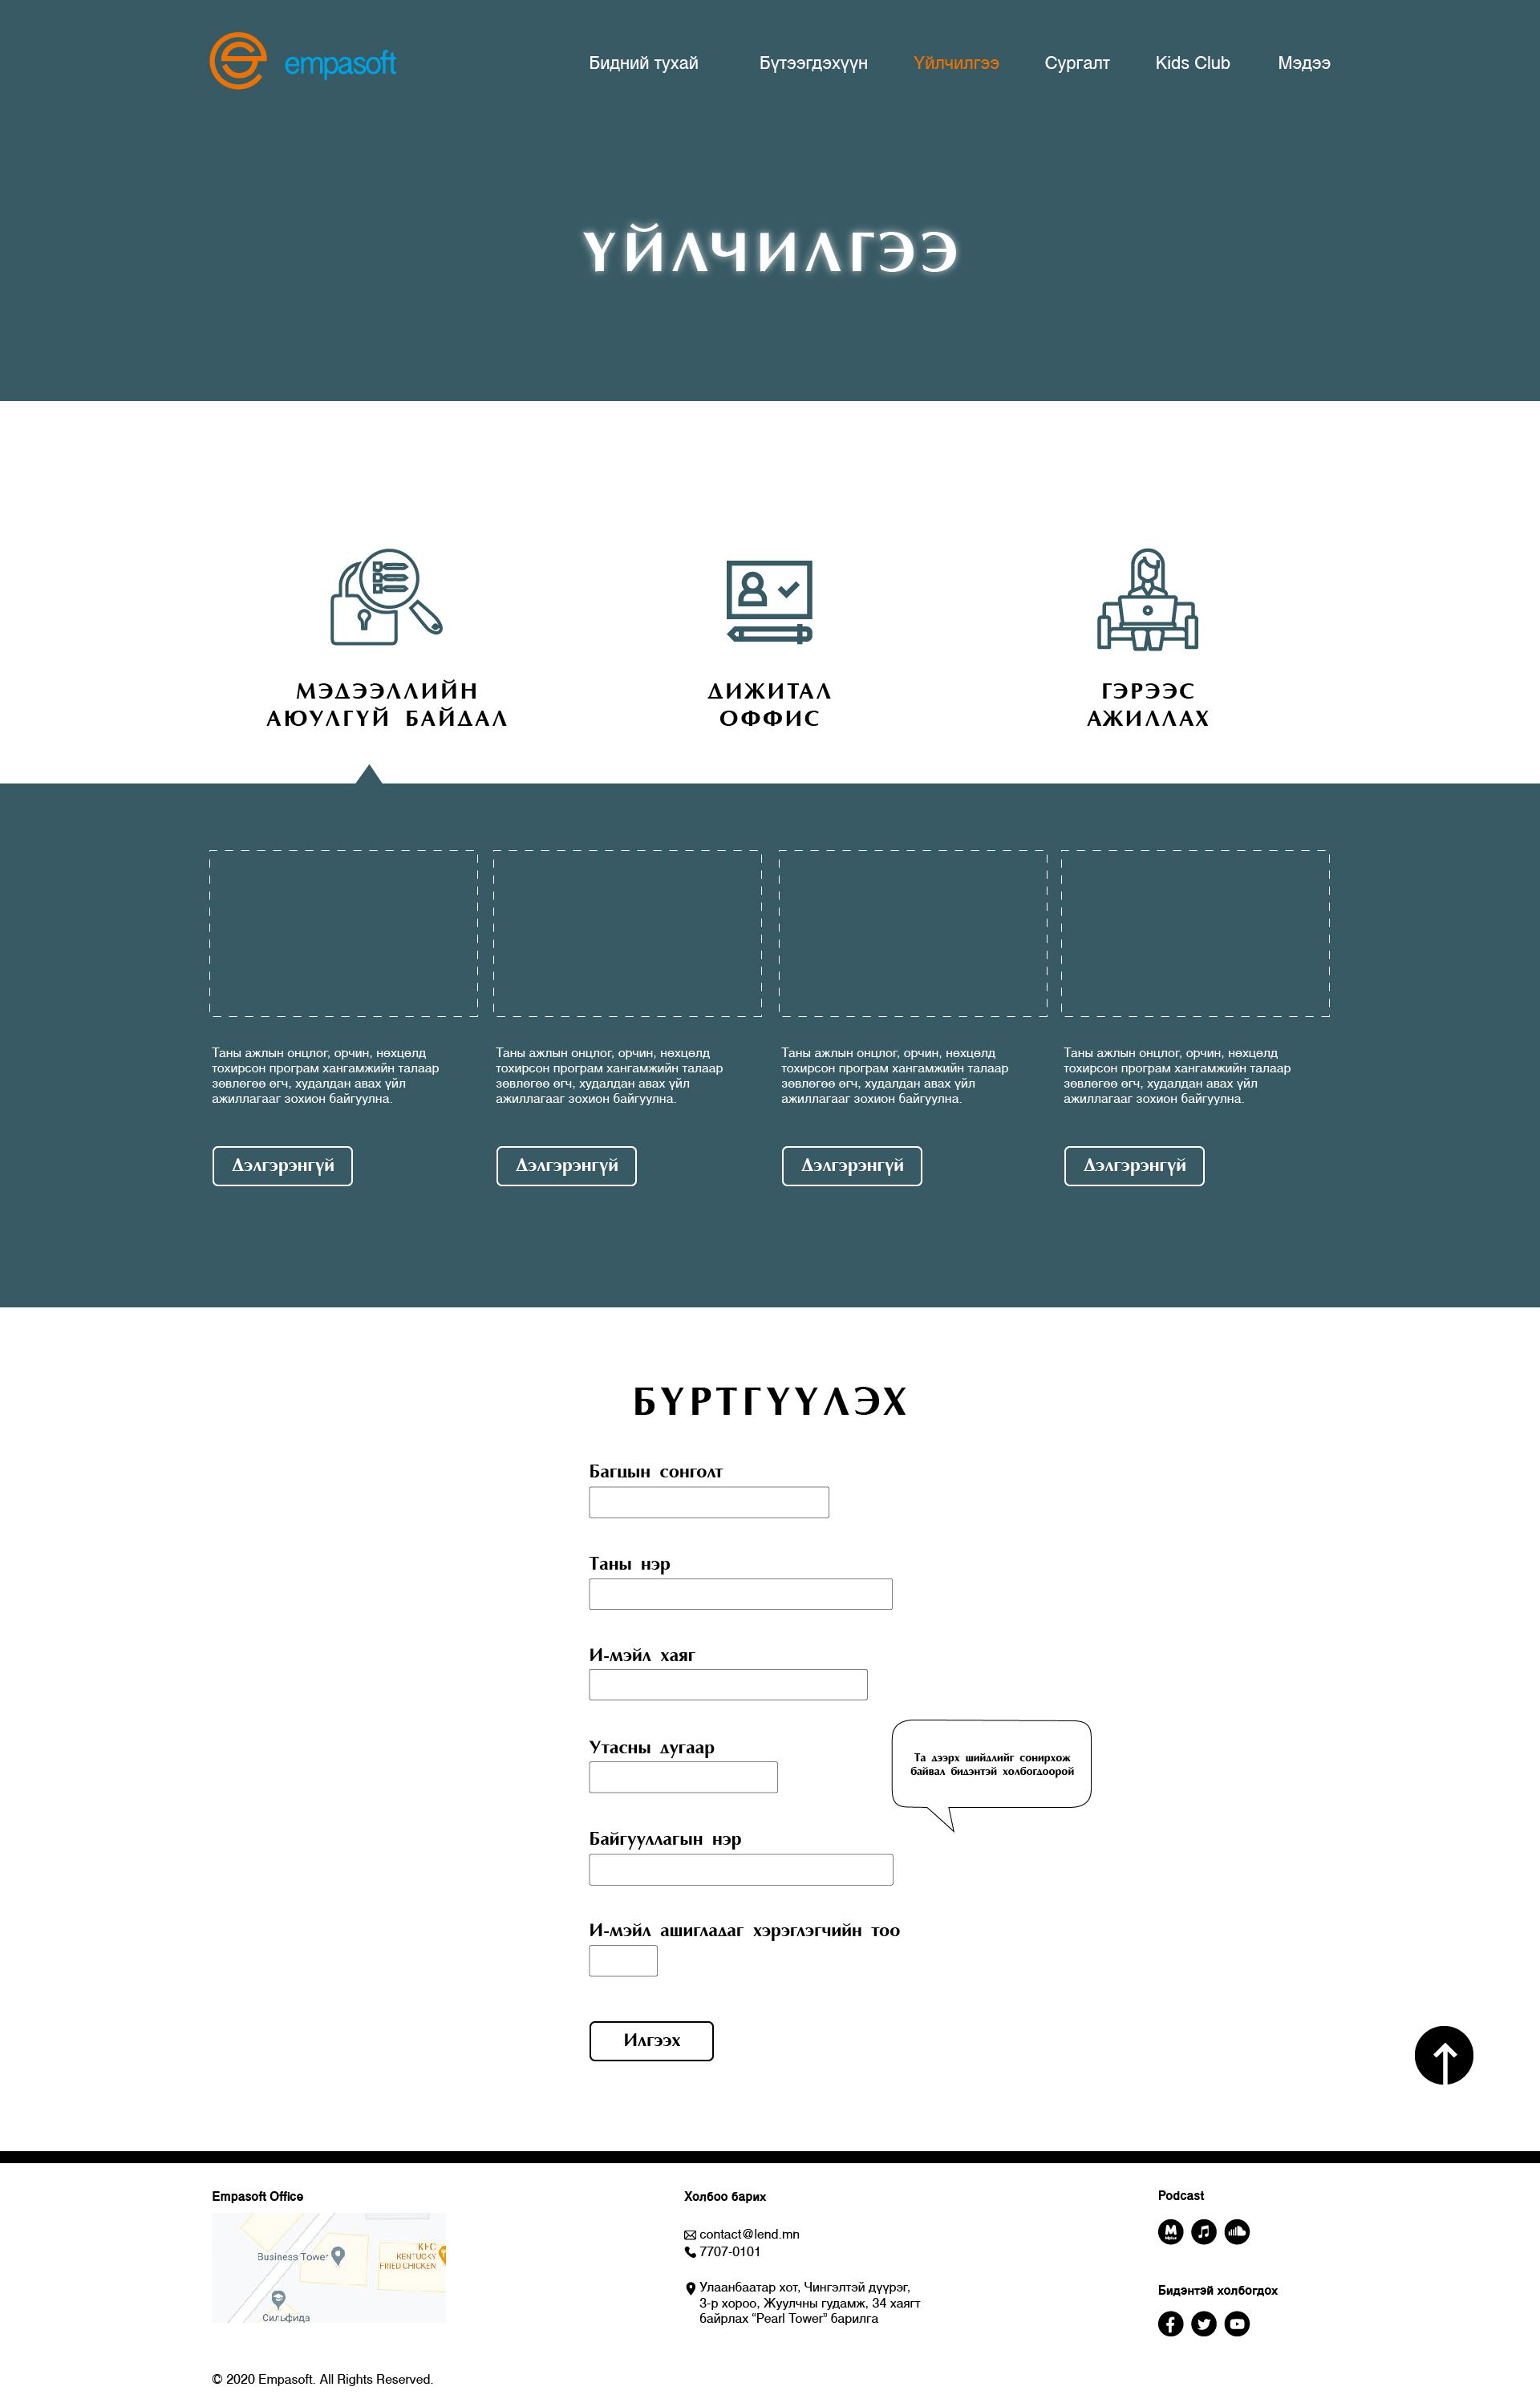 empasoft
Бидний тухай Бүтээгдэхүүн Үйлчилгээ Сургалт Kids Club Мэдээ
ҮЙЛЧИЛГЭЭ
МЭДЭЭЛЛИЙН
АЮУЛГҮЙ БАЙДАЛ
ДИЖИТАЛ
ОФФИС
ГЭРЭЭС
АЖИЛЛАХ
Таны ажлын онцлог, орчин, нөхцөлд
тохирсон програм хангамжийн талаар
зөвлөгөө өгч, худалдан авах үйл
ажиллагааг зохион байгуулна.
Дэлгэрэнгүй
Таны ажлын онцлог, орчин, нөхцөлд
тохирсон програм хангамжийн талаар
зөвлөгөө өгч, худалдан авах үйл
ажиллагааг зохион байгуулна.
Дэлгэрэнгүй
Таны ажлын онцлог, орчин, нөхцөлд
тохирсон програм хангамжийн талаар
зөвлөгөө өгч, худалдан авах үйл
ажиллагааг зохион байгуулна.
Дэлгэрэнгүй
Таны ажлын онцлог, орчин, нөхцөлд
тохирсон програм хангамжийн талаар
зөвлөгөө өгч, худалдан авах үйл
ажиллагааг зохион байгуулна.
Дэлгэрэнгүй
БҮРТГҮҮЛЭХ
Багцын сонголт
Таны нэр
И-мэйл хаяг
Утасны дугаар
Та дээрх шийдлийг сонирхож
байвал бидэнтэй холбогдоорой
Байгууллагын нэр
И-мэйл ашигладаг хэрэглэгчийн тоо
Илгээх
Empasoft Office
Business Tower
KFC
KENTUCKY
FRIED CHICKEN
Сильфида
Холбоо барих
contact@lend.mn
7707-0101
Улаанбаатар хот, Чингэлтэй дүүрэг,
3-р хороо, Жуулчны гудамж, 34 хаягт
байрлах “Pearl Tower” барилга
Podcast
Бидэнтэй холбогдох
© 2020 Empasoft. All Rights Reserved.